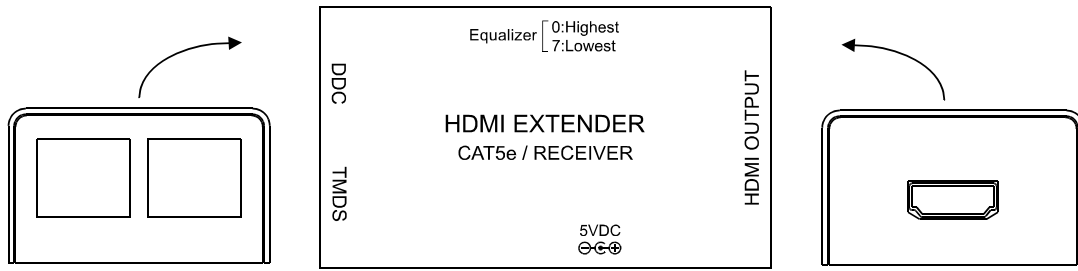 Equalizer
0:Highest
7:Lowest
DDC
HDMI EXTENDER
CAT5e / RECEIVER
HDMI OUTPUT
TMDS
5VDC